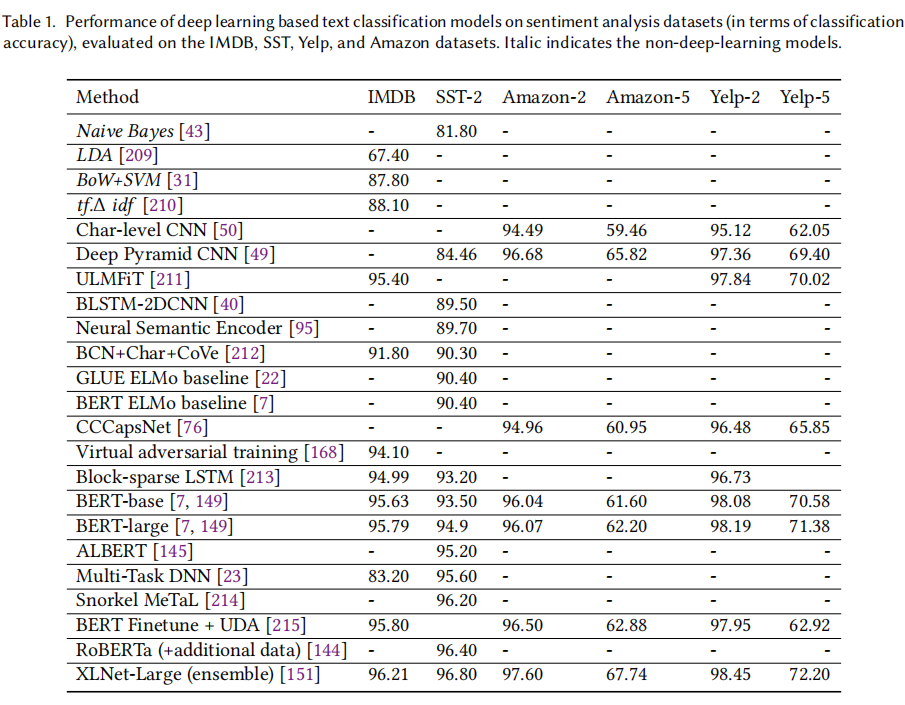 Table 1. Performance of deep learning based text classification models on sentiment analysis datasets (in terms of classification
accuracy), evaluated on the IMDB, SST, Yelp, and Amazon datasets. Italic indicates the non-deep-learning models.
Method IMDB SST-2 Amazon-2 Amazon-5 Yelp-2 Yelp-5
Naive Bayes [43] - 81.80 - - - -
LDA [209] 67.40 - - - - -
BoW+SVM [31] 87.80 - - - - -
tf.Δ idf [210] 88.10 - - - - -
Char-level CNN [50] - - 94.49 59.46 95.12 62.05
Deep Pyramid CNN [49] - 84.46 96.68 65.82 97.36 69.40
ULMFiT [211] 95.40 - - - 97.84 70.02
BLSTM-2DCNN [40] - 89.50 - - - -
Neural Semantic Encoder [95] - 89.70 - - - -
BCN+Char+CoVe [212] 91.80 90.30 - - - -
GLUE ELMo baseline [22] - 90.40 - - - -
BERT ELMo baseline [7] - 90.40 - - - -
CCCapsNet [76] - - 94.96 60.95 96.48 65.85
Virtual adversarial training [168] 94.10 - - - - -
Block-sparse LSTM [213] 94.99 93.20 - - 96.73
BERT-base [7, 149] 95.63 93.50 96.04 61.60 98.08 70.58
BERT-large [7, 149] 95.79 94.9 96.07 62.20 98.19 71.38
ALBERT [145] - 95.20 - - - -
Multi-Task DNN [23] 83.20 95.60 - - - -
Snorkel MeTaL [214] - 96.20 - - - -
BERT Finetune + UDA [215] 95.80 96.50 62.88 97.95 62.92
RoBERTa (+additional data) [144] - 96.40 - - - -
XLNet-Large (ensemble) [151] 96.21 96.80 97.60 67.74 98.45 72.20